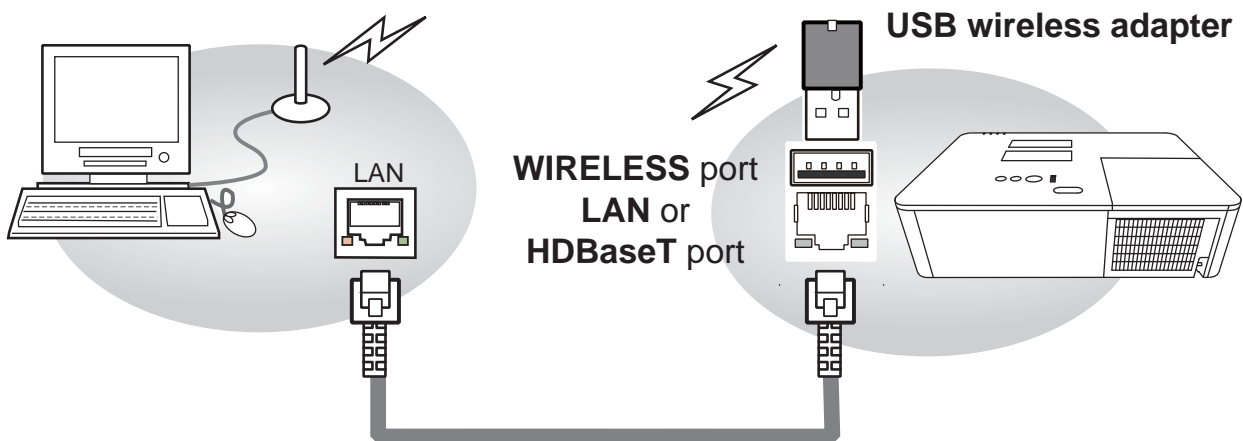 USB wireless adapter
LAN
WIRELESS port
LAN or
HDBaseT port